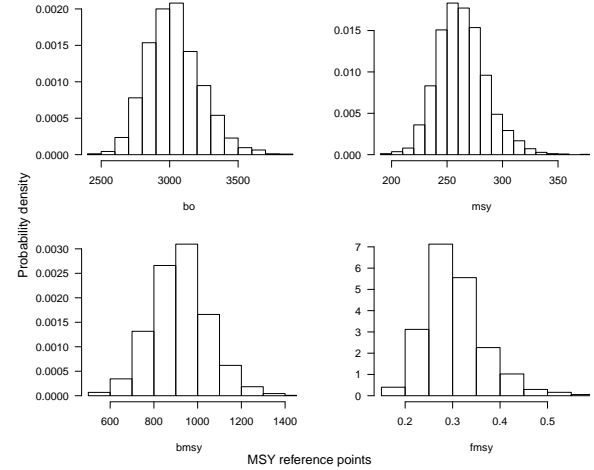 0.0020
0.0015
0.0010
0.0005
0.0000
2500 3000 3500
bo
0.015
0.010
0.005
0.000
200 250 300 350
msy
Probability density
0.0030
0.0025
0.0020
0.0015
0.0010
0.0005
0.0000
600 800 1000 1200 1400
bmsy
7
6
5
4
3
2
1
0
0.2 0.3 0.4 0.5
fmsy
MSY reference points